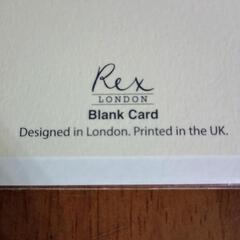 Rex
LONDON
Blank Card
Designed in London. Printed in the UK.